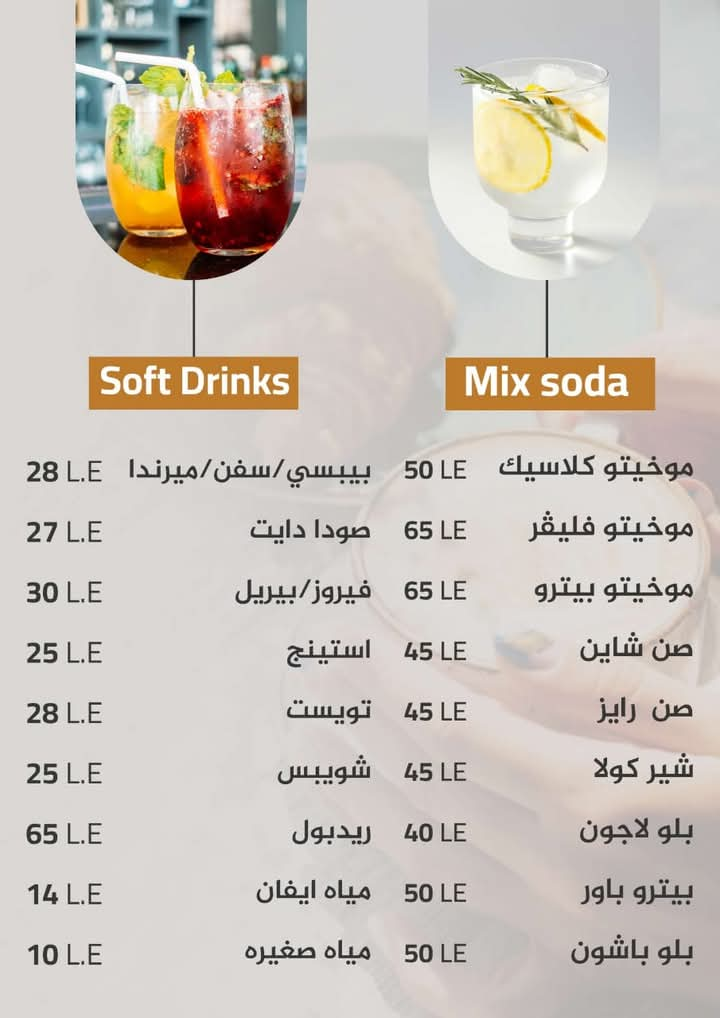 Soft Drinks
بيبسي/سفن/ميرندا 28 L.E
صودا دايت 27 L.E
فيروز/بيريل 30 L.E
استينج 25 L.E
تويست 28 L.E
شويبس 25 L.E
ريدبول 65 L.E
مياه ايفان 14 L.E
مياه صغيره 10 L.E
Mix soda
موخيتو كلاسيك 50 LE
موخيتو فليڤر 65 LE
موخيتو بيترو 65 LE
صن شاين 45 LE
صن رايز 45 LE
شير كولا 45 LE
بلو لاجون 40 LE
بيترو باور 50 LE
بلو باشون 50 LE